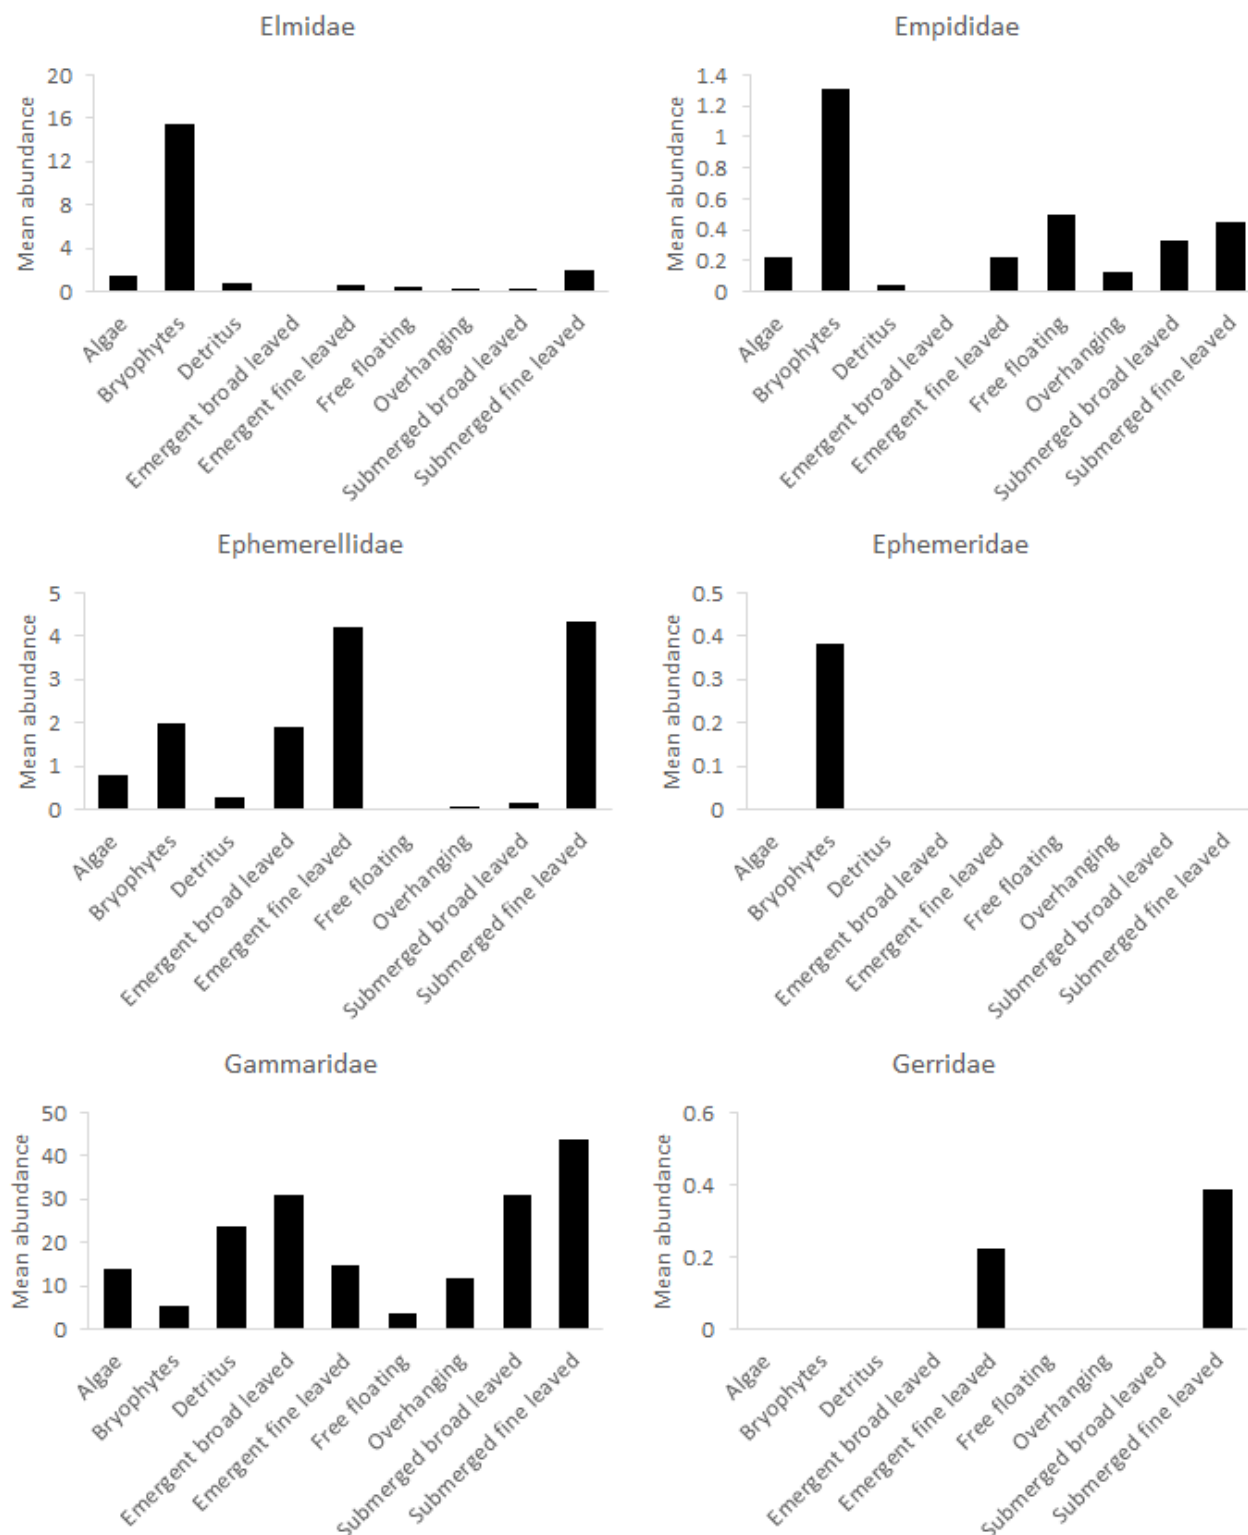 Elmidae
Mean abundance
20
16
12
8
4
0
Algae
Bryophytes
Detritus
Emergent broad leaved
Emergent fine leaved
Free floating
Overhanging
Submerged broad leaved
Submerged fine leaved
Empididae
Mean abundance
1.4
1.2
1
0.8
0.6
0.4
0.2
0
Algae
Bryophytes
Detritus
Emergent broad leaved
Emergent fine leaved
Free floating
Overhanging
Submerged broad leaved
Submerged fine leaved
Ephemerellidae
Mean abundance
5
4
3
2
1
0
Algae
Bryophytes
Detritus
Emergent broad leaved
Emergent fine leaved
Free floating
Overhanging
Submerged broad leaved
Submerged fine leaved
Ephemeridae
Mean abundance
0.5
0.4
0.3
0.2
0.1
0
Algae
Bryophytes
Detritus
Emergent broad leaved
Emergent fine leaved
Free floating
Overhanging
Submerged broad leaved
Submerged fine leaved
Gammaridae
Mean abundance
50
40
30
20
10
0
Algae
Bryophytes
Detritus
Emergent broad leaved
Emergent fine leaved
Free floating
Overhanging
Submerged broad leaved
Submerged fine leaved
Gerridae
Mean abundance
0.6
0.4
0.2
0
Algae
Bryophytes
Detritus
Emergent broad leaved
Emergent fine leaved
Free floating
Overhanging
Submerged broad leaved
Submerged fine leaved